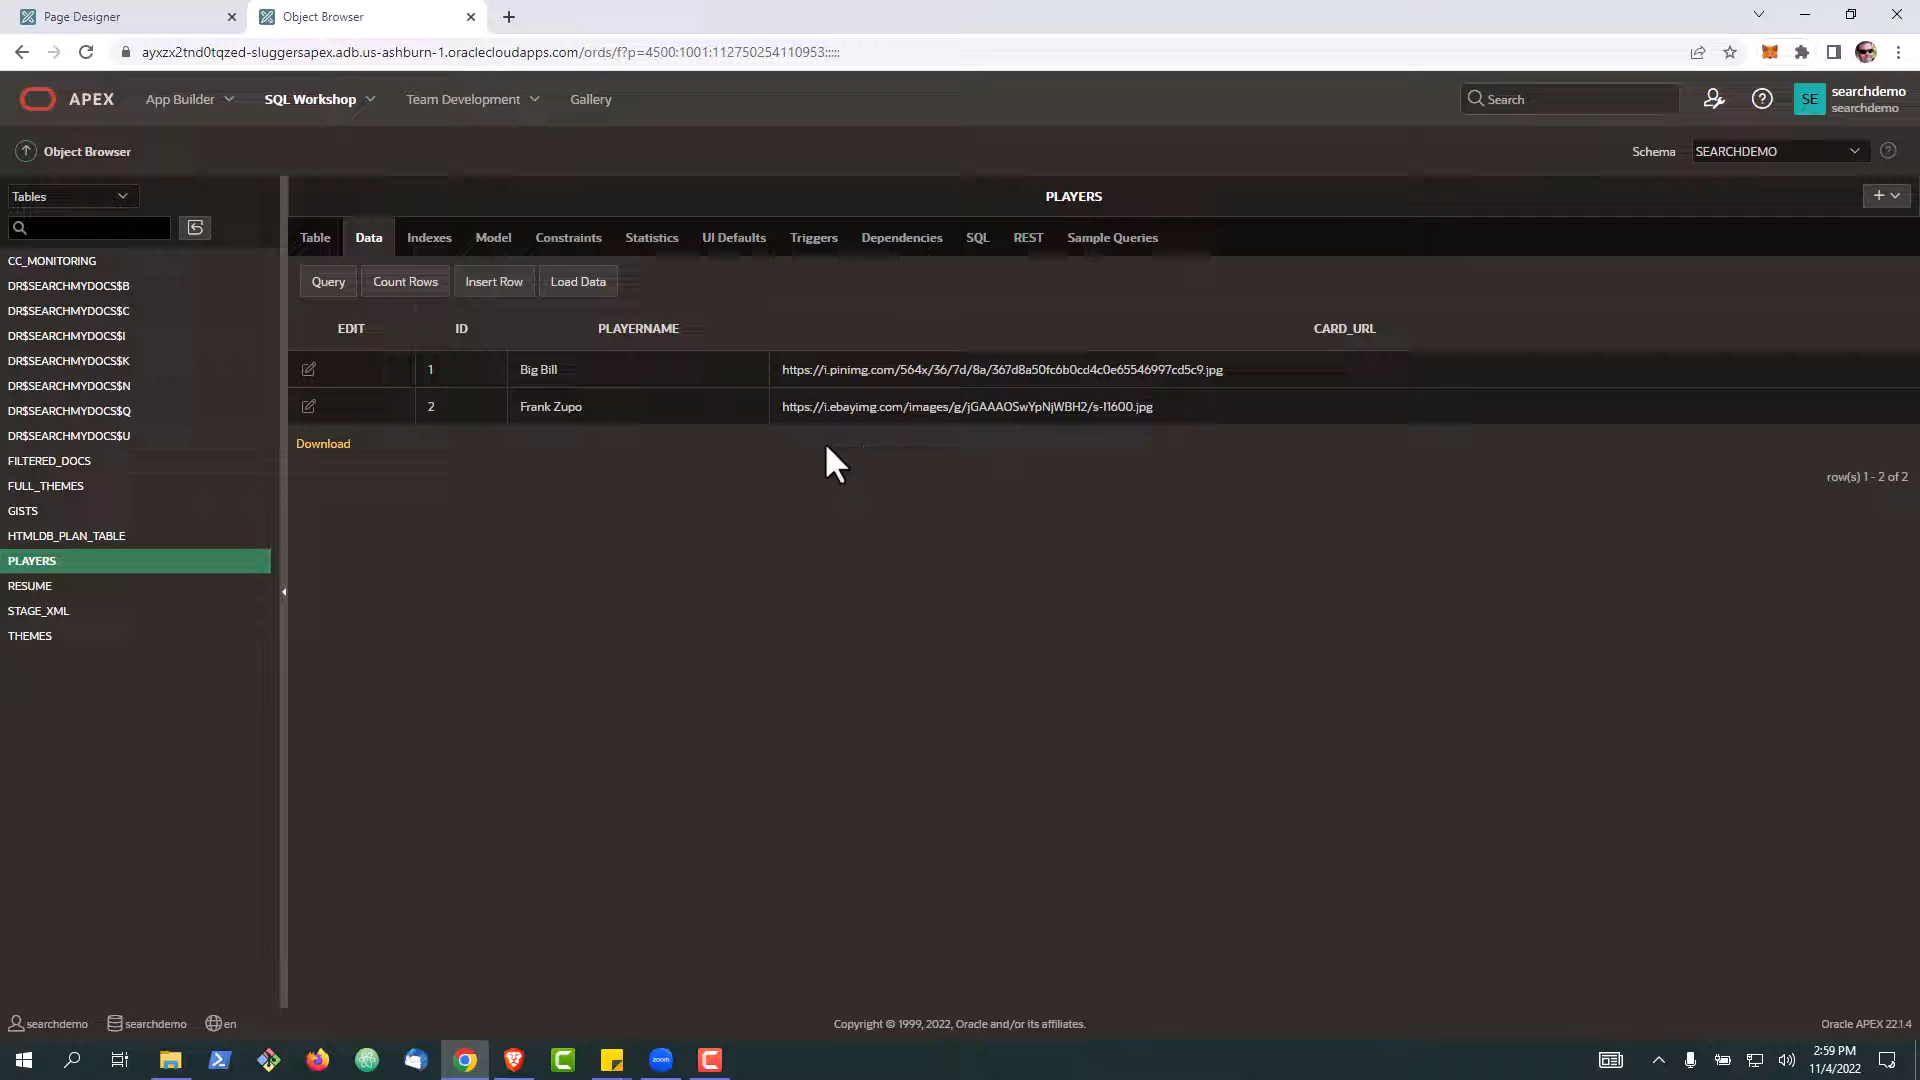 Page Designer
Object Browser
ayxzx2tnd0tqzed-sluggersapex.adb.us-ashburn-1.oraclecloudapps.com/ords/f?p=4500:1001:112750254110953:::::
APEX App Builder SQL Workshop Team Development Gallery
Search
SE searchdemo
searchdemo
Object Browser
Schema SEARCHDEMO
Tables
PLAYERS
Table Data Indexes Model Constraints Statistics UI Defaults Triggers Dependencies SQL REST Sample Queries
Query Count Rows Insert Row Load Data
EDIT ID PLAYERNAME CARD_URL
1 Big Bill https://i.pinimg.com/564x/36/7d/8a/367d8a50fc6b0cd4c0e65546997cd5c9.jpg
2 Frank Zupo https://i.ebayimg.com/images/g/jGAAAOSwYpNjWBH2/s-l1600.jpg
Download
row(s) 1 - 2 of 2
CC_MONITORING
DR$SEARCHMYDOCS$B
DR$SEARCHMYDOCS$C
DR$SEARCHMYDOCS$I
DR$SEARCHMYDOCS$K
DR$SEARCHMYDOCS$N
DR$SEARCHMYDOCS$Q
DR$SEARCHMYDOCS$U
FILTERED_DOCS
FULL_THEMES
GISTS
HTMLDB_PLAN_TABLE
PLAYERS
RESUME
STAGE_XML
THEMES
searchdemo searchdemo en
Copyright © 1999, 2022, Oracle and/or its affiliates.
Oracle APEX 22.1.4
zoom
2:59 PM
11/4/2022